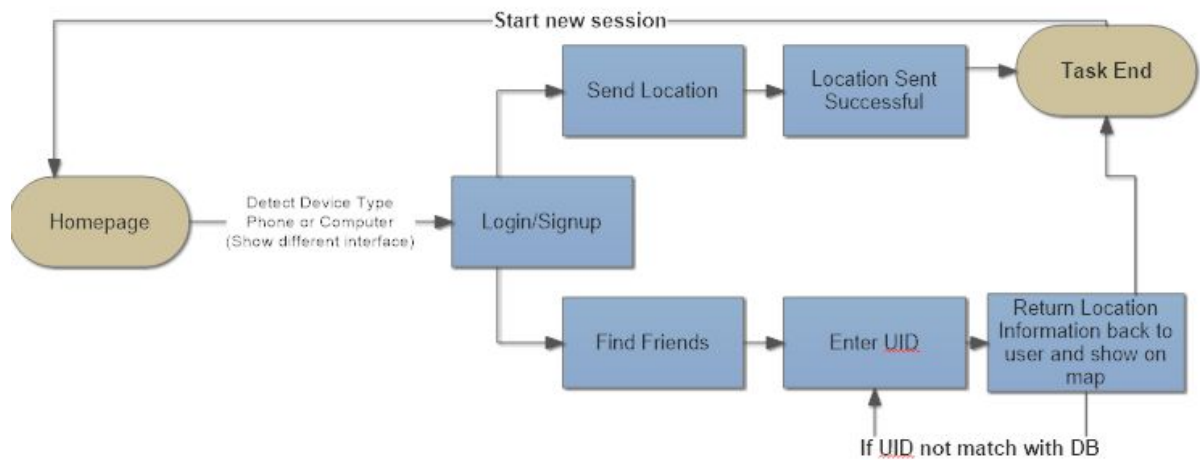 Start new session
Send Location
Location Sent
Successful
Task End
Homepage
Detect Device Type
Phone or Computer
(Show different interface)
Login/Signup
Find Friends
Enter UID
Return Location
Information back to
user and show on
map
If UID not match with DB